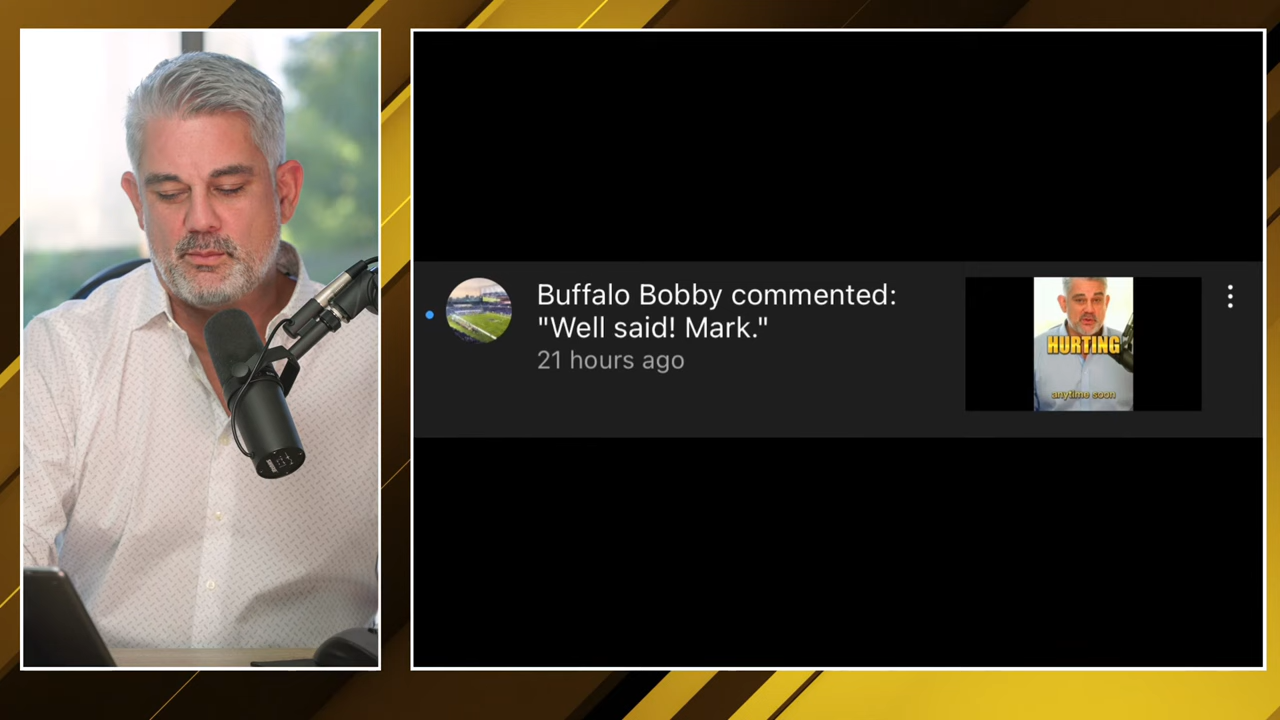 Buffalo Bobby commented:
"Well said! Mark."
21 hours ago
HURTING
anytime soon